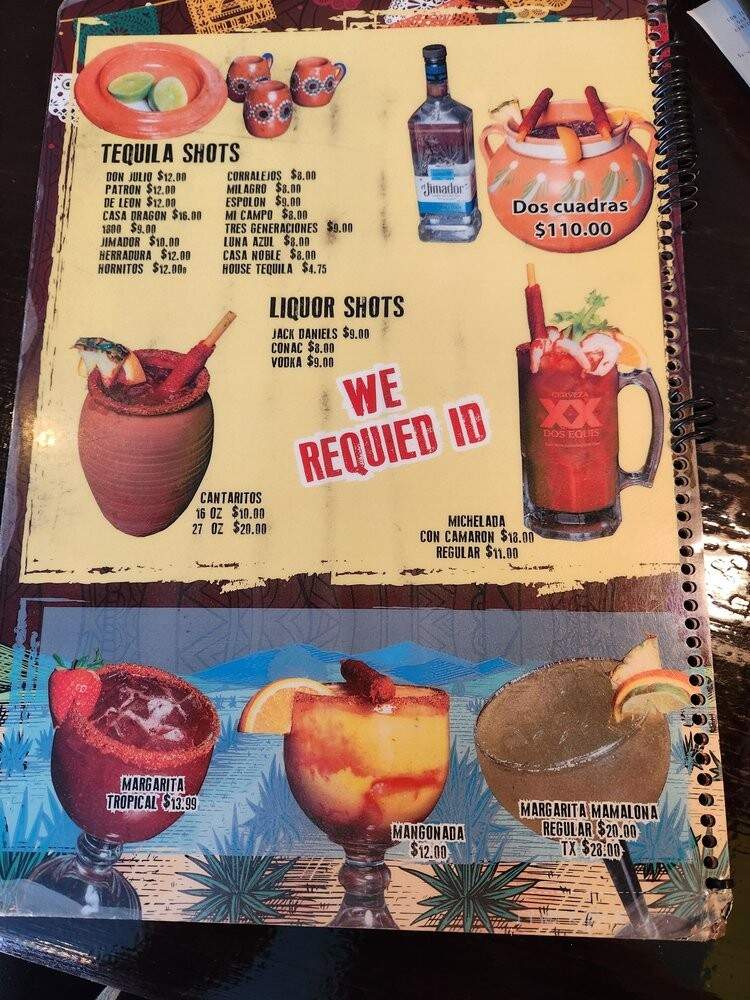 CINCO DE MAYO
TEQUILA SHOTS
DON JULIO $12.00
PATRON $12.00
DE LEON $12.00
CASA DRAGON $16.00
1800 $9.00
JIMADOR $10.00
HERRADURA $12.00
HORNITOS $12.000
CORRALEJOS $8.00
MILAGRO $8.00
ESPOLON $9.00
MI CAMPO $8.00
TRES GENERACIONES $9.00
LUNA AZUL $8.00
CASA NOBLE $8.00
HOUSE TEQUILA $4.75
Jimador
Dos cuadras
$110.00
LIQUOR SHOTS
JACK DANIELS $9.00
CONAC $8.00
VODKA $9.00
WE
REQUIED ID
CERVEZA
XX
DOS EQUIS
CANTARITOS
16 OZ $10.00
27 OZ $20.00
MICHELADA
CON CAMARON $18.00
REGULAR $11.00
MARGARITA
TROPICAL $13.99
MANGONADA
$12.00
MARGARITA MAMALONA
REGULAR $20.00
TX $28.00